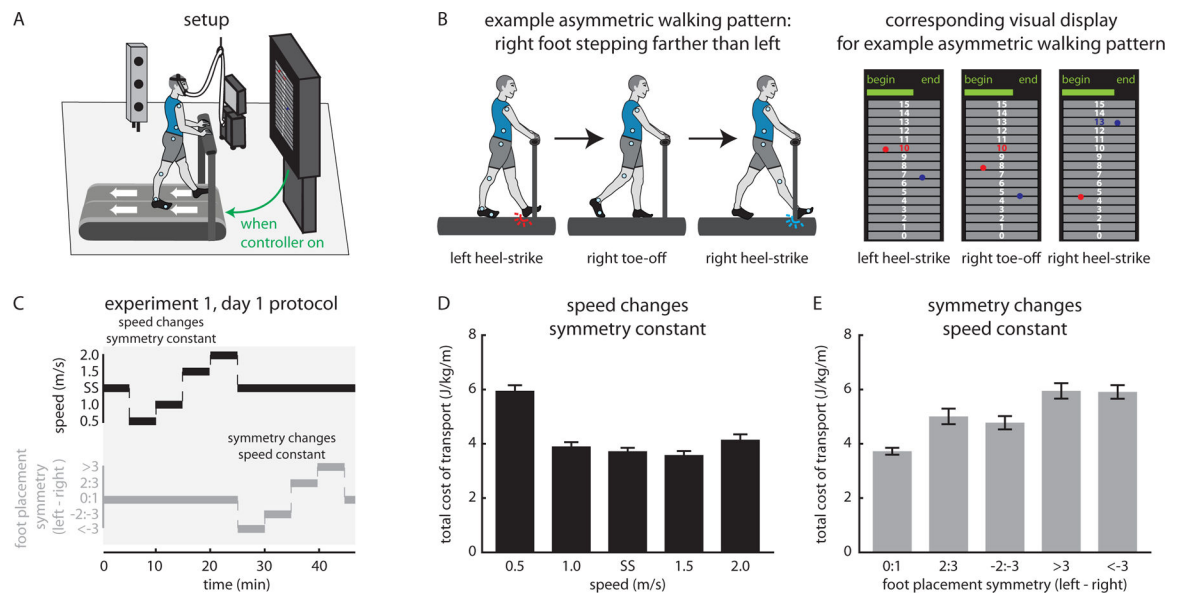 A
setup
when
controller on
B
example asymmetric walking pattern:
right foot stepping farther than left
left heel-strike
right toe-off
right heel-strike
corresponding visual display
for example asymmetric walking pattern
begin end
15
14
13
12
11
10
9
8
7
6
5
4
3
2
1
0
left heel-strike
begin end
15
14
13
12
11
10
9
8
7
6
5
4
3
2
1
0
right toe-off
begin end
15
14
13
12
11
10
9
8
7
6
5
4
3
2
1
0
right heel-strike
C
experiment 1, day 1 protocol
speed changes
symmetry constant
speed (m/s)
2.0
1.5
SS
1.0
0.5
symmetry changes
speed constant
foot placement
symmetry
(left - right )
>3
2:3
0:1
-2:-3
<-3
0 10 20 30 40
time (min)
D
speed changes
symmetry constant
total cost of transport (J/kg/m)
8
6
4
2
0
0.5 1.0 SS 1.5 2.0
speed (m/s)
E
symmetry changes
speed constant
total cost of transport (J/kg/m)
8
6
4
2
0
0:1 2:3 -2:-3 >3 <-3
foot placement symmetry (left - right)